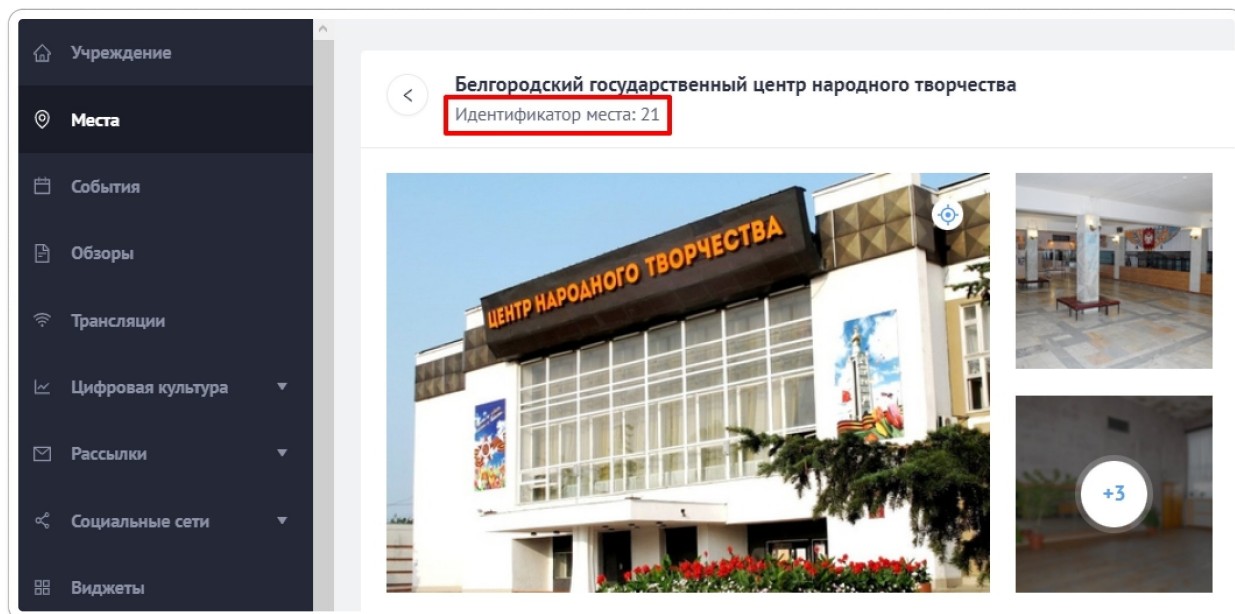 Учреждение
Места
События
Обзоры
Трансляции
Цифровая культура
Рассылки
Социальные сети
Виджеты
Белгородский государственный центр народного творчества
Идентификатор места: 21
ЦЕНТР НАРОДНОГО ТВОРЧЕСТВА
+3